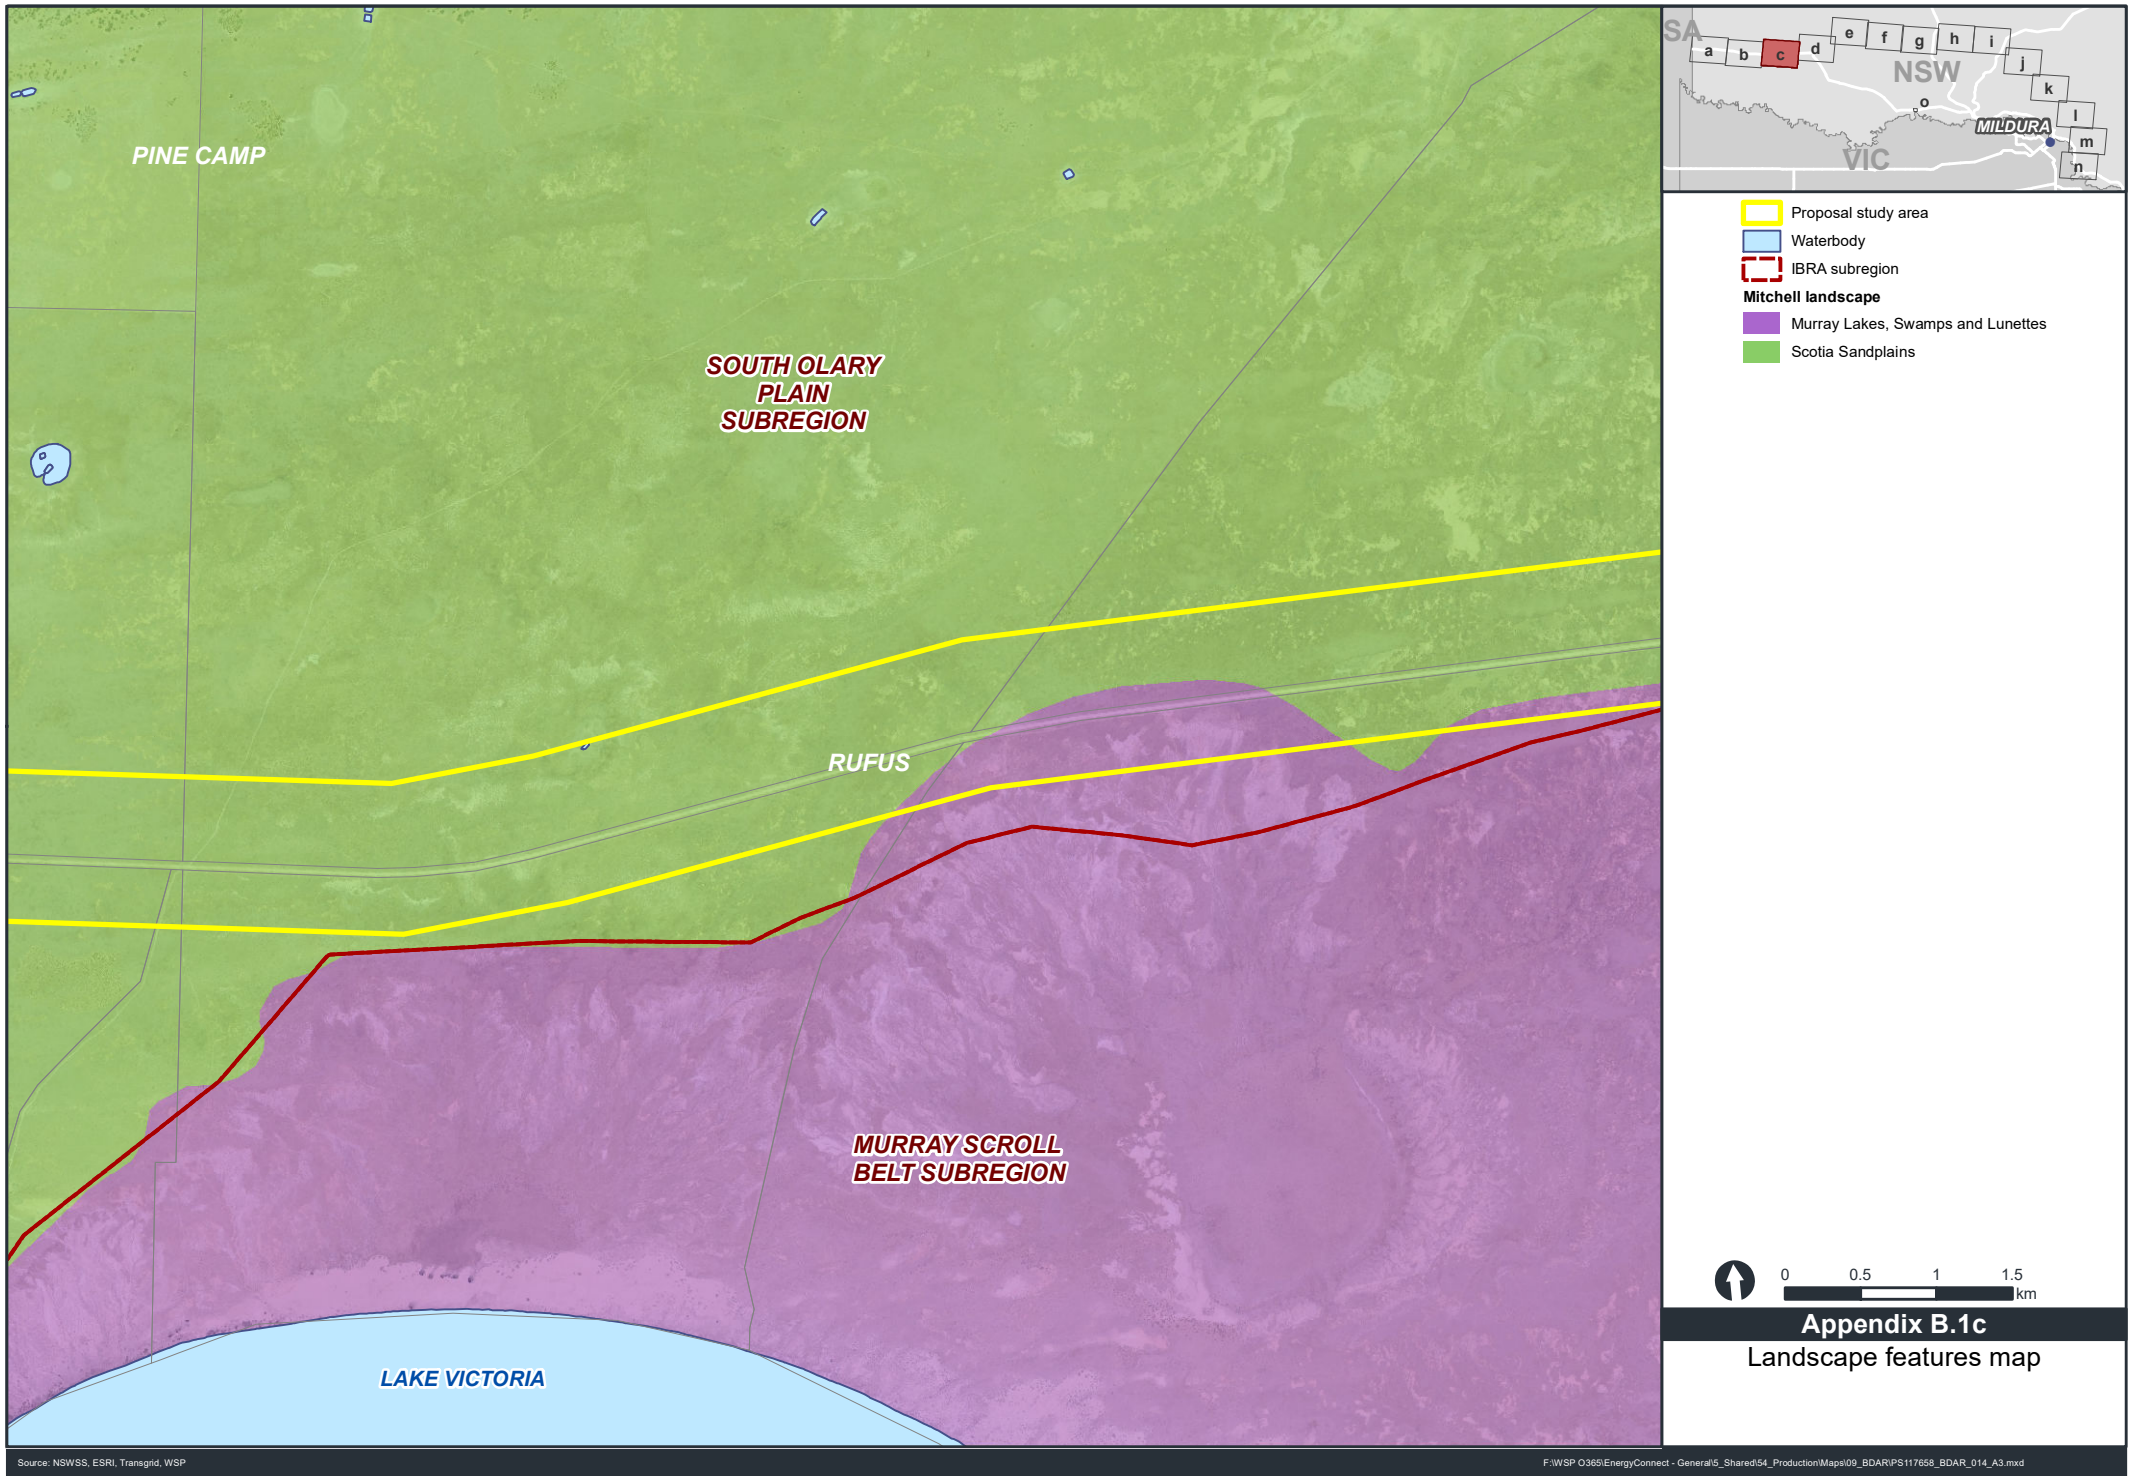 PINE CAMP
SOUTH OLARY
PLAIN
SUBREGION
RUFUS
MURRAY SCROLL
BELT SUBREGION
LAKE VICTORIA
SA
a
b
c
d
e
f
g
h
i
j
k
l
m
n
o
NSW
MILDURA
VIC
Proposal study area
Waterbody
IBRA subregion
Mitchell landscape
Murray Lakes, Swamps and Lunettes
Scotia Sandplains
0 0.5 1 1.5
km
Appendix B.1c
Landscape features map
Source: NSWSS, ESRI, Transgrid, WSP
F:\WSP O365\EnergyConnect - General\5_Shared\54_Production\Maps\09_BDAR\PS117658_BDAR_014_A3.mxd